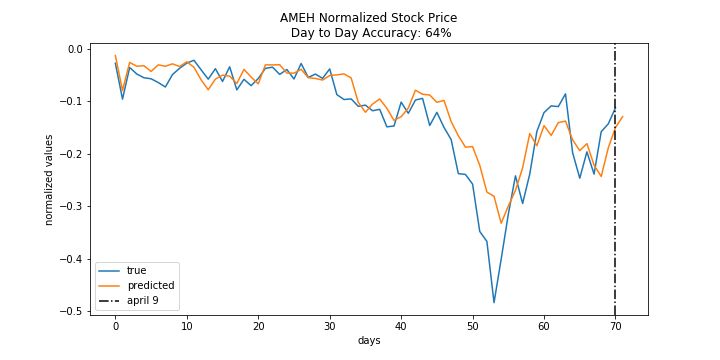 AMEH Normalized Stock Price
Day to Day Accuracy: 64%
0.0
−0.1
−0.2
−0.3
−0.4
−0.5
normalized values
true
predicted
april 9
0 10 20 30 40 50 60 70
days